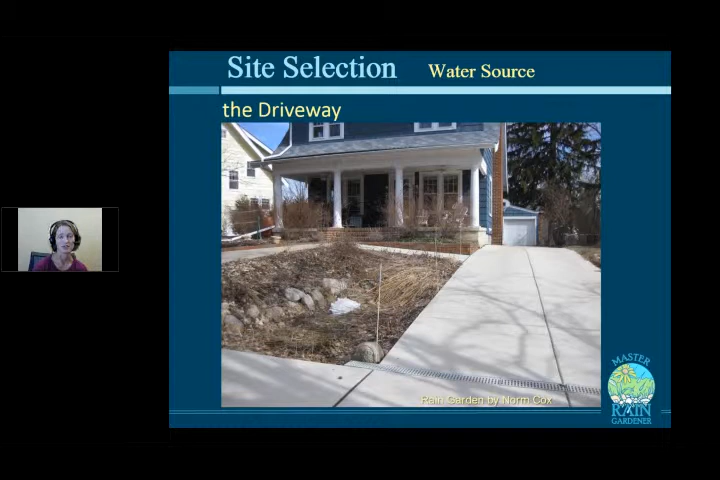 Site Selection Water Source
the Driveway
Rain Garden by Norm Cox
MASTER
RAIN
GARDENER